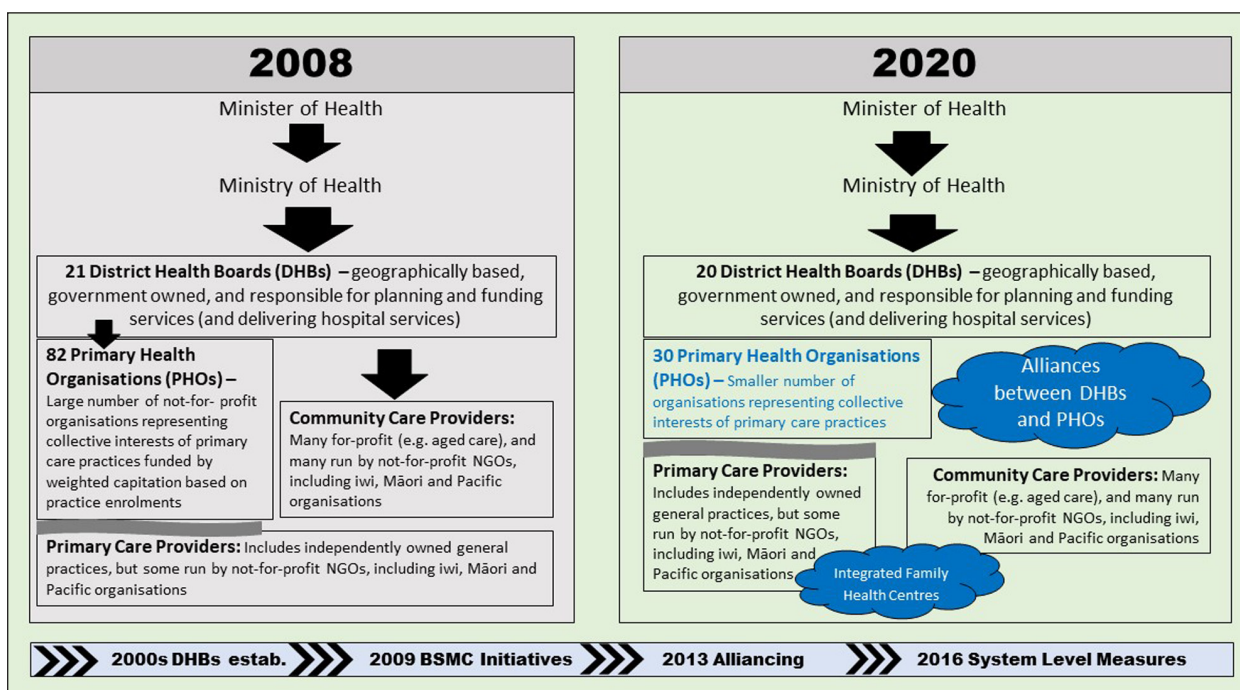 2008
Minister of Health
Ministry of Health
21 District Health Boards (DHBs) – geographically based,
government owned, and responsible for planning and funding
services (and delivering hospital services)
82 Primary Health
Organisations (PHOs) –
Large number of not-for- profit
organisations representing
collective interests of primary
care practices funded by
weighted capitation based on
practice enrolments
Community Care Providers:
Many for-profit (e.g. aged care), and
many run by not-for-profit NGOs,
including iwi, Māori and Pacific
organisations
Primary Care Providers: Includes independently owned general
practices, but some run by not-for-profit NGOs, including iwi, Māori and
Pacific organisations
2020
Minister of Health
Ministry of Health
20 District Health Boards (DHBs) – geographically based,
government owned, and responsible for planning and funding
services (and delivering hospital services)
30 Primary Health Organisations
(PHOs) – Smaller number of
organisations representing collective
interests of primary care practices
Alliances
between DHBs
and PHOs
Primary Care Providers:
Includes independently owned
general practices, but some
run by not-for-profit NGOs,
including iwi, Māori and
Pacific organisations
Community Care Providers: Many
for-profit (e.g. aged care), and many run
by not-for-profit NGOs, including iwi,
Māori and Pacific organisations
Integrated Family
Health Centres
2000s DHBs estab.
2009 BSMC Initiatives
2013 Alliancing
2016 System Level Measures